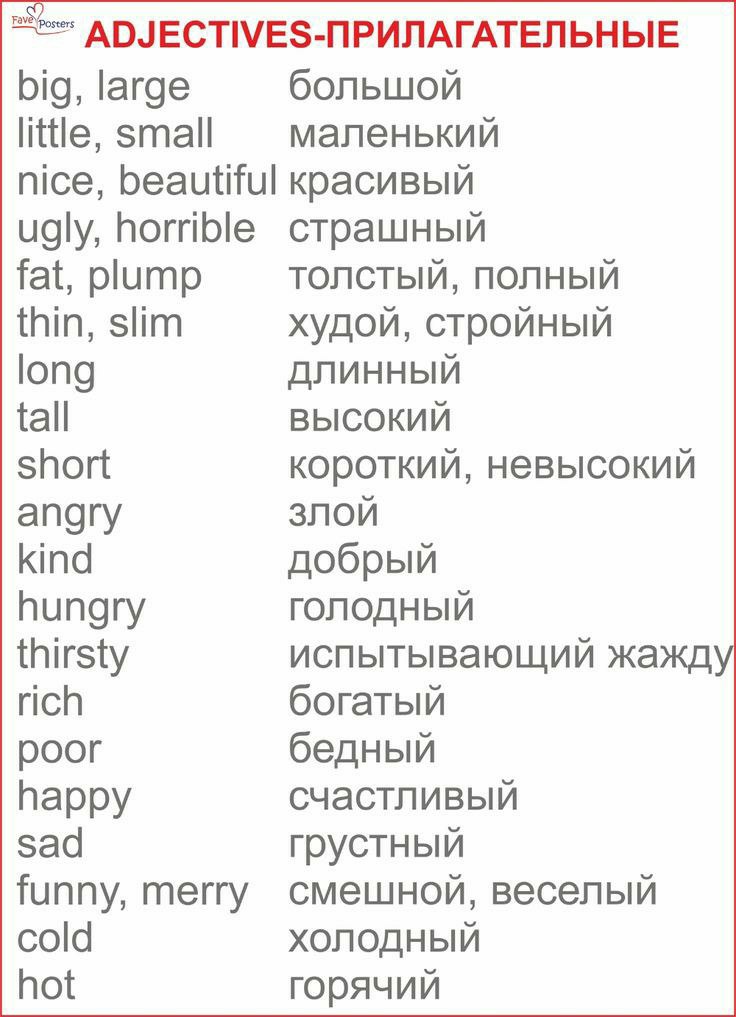 Fave Posters
ADJECTIVES-ПРИЛАГАТЕЛЬНЫЕ
big, large большой
little, small маленький
nice, beautiful красивый
ugly, horrible страшный
fat, plump толстый, полный
thin, slim худой, стройный
long длинный
tall высокий
short короткий, невысокий
angry злой
kind добрый
hungry голодный
thirsty испытывающий жажду
rich богатый
poor бедный
happy счастливый
sad грустный
funny, merry смешной, веселый
cold холодный
hot горячий